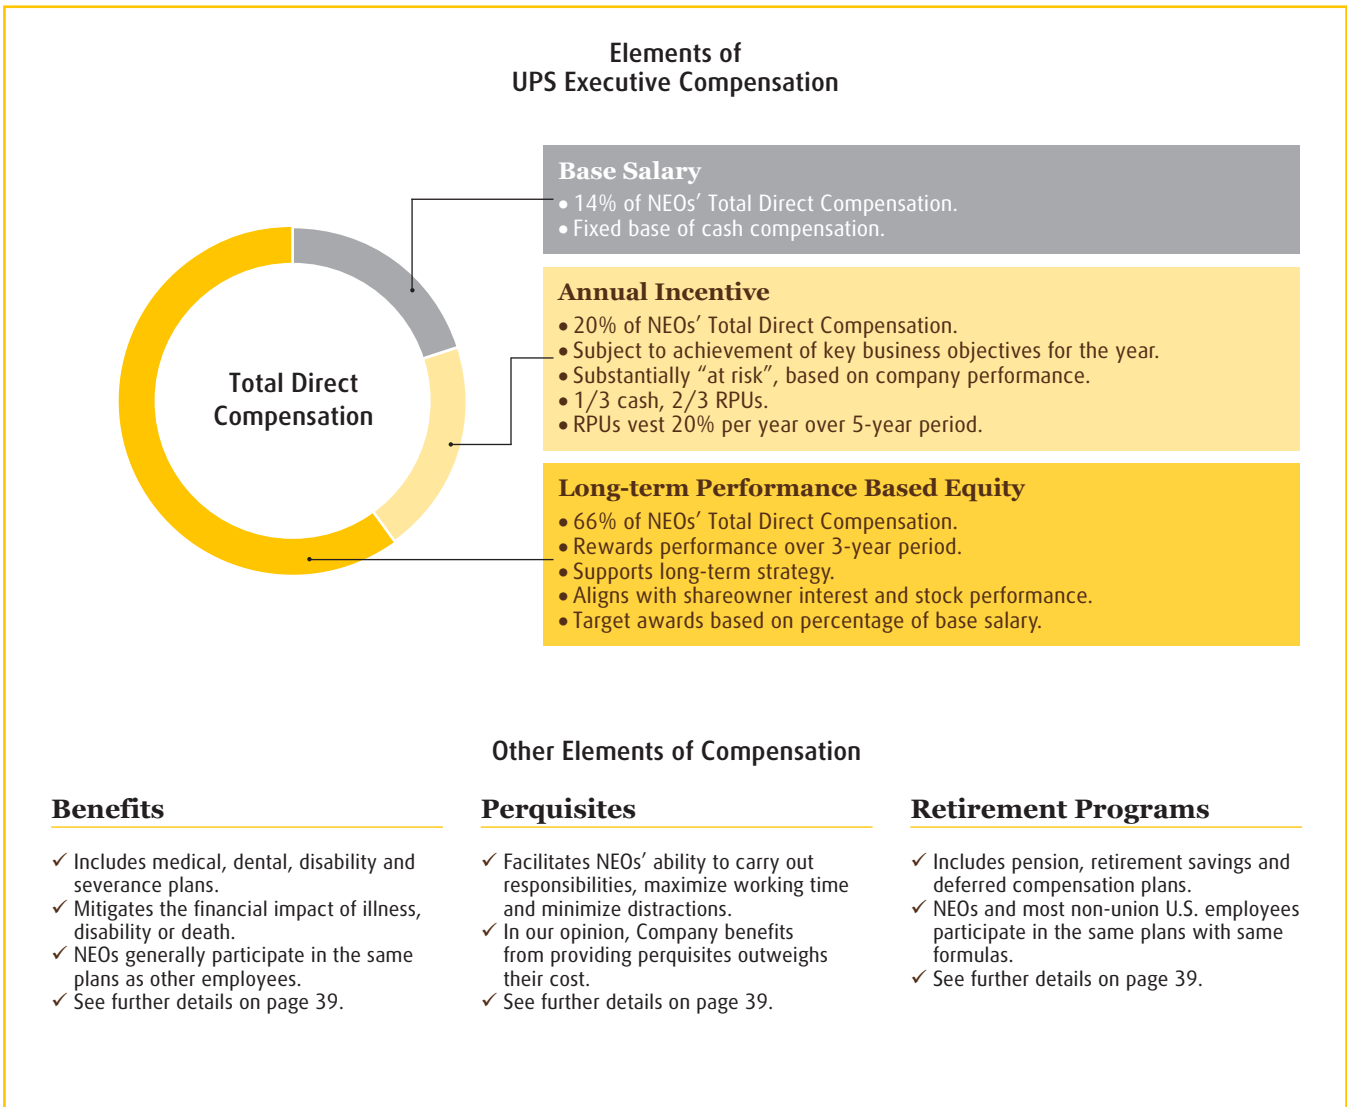 Elements of
UPS Executive Compensation
Total Direct
Compensation
Base Salary
• 14% of NEOs’ Total Direct Compensation.
• Fixed base of cash compensation.
Annual Incentive
• 20% of NEOs’ Total Direct Compensation.
• Subject to achievement of key business objectives for the year.
• Substantially “at risk”, based on company performance.
• 1/3 cash, 2/3 RPUs.
• RPUs vest 20% per year over 5-year period.
Long-term Performance Based Equity
• 66% of NEOs’ Total Direct Compensation.
• Rewards performance over 3-year period.
• Supports long-term strategy.
• Aligns with shareowner interest and stock performance.
• Target awards based on percentage of base salary.
Other Elements of Compensation
Benefits
✓ Includes medical, dental, disability and
severance plans.
✓ Mitigates the financial impact of illness,
disability or death.
✓ NEOs generally participate in the same
plans as other employees.
✓ See further details on page 39.
Perquisites
✓ Facilitates NEOs’ ability to carry out
responsibilities, maximize working time
and minimize distractions.
✓ In our opinion, Company benefits
from providing perquisites outweighs
their cost.
✓ See further details on page 39.
Retirement Programs
✓ Includes pension, retirement savings and
deferred compensation plans.
✓ NEOs and most non-union U.S. employees
participate in the same plans with same
formulas.
✓ See further details on page 39.